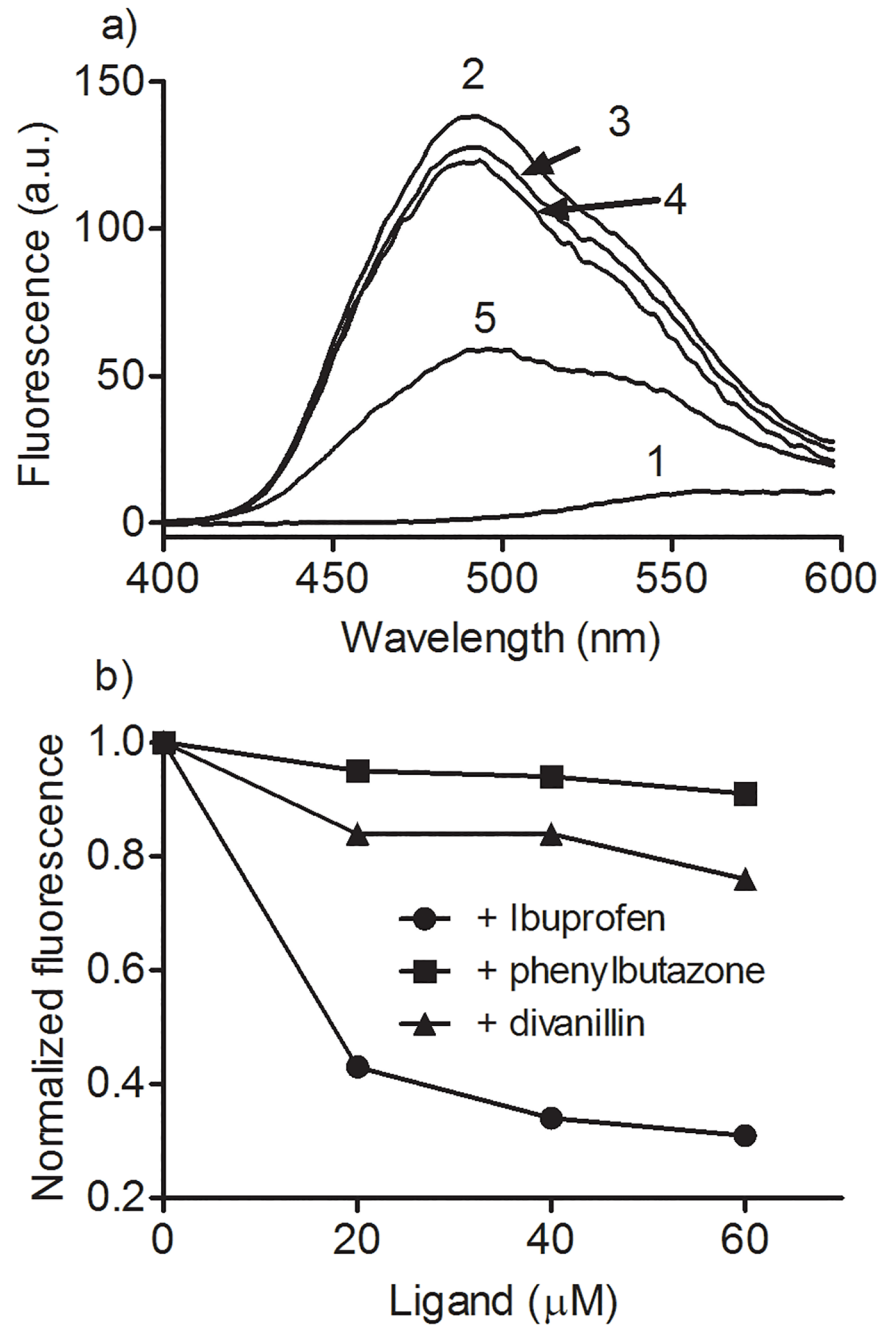 a)
150
100
50
0
Fluorescence (a.u.)
2
3
4
5
1
400 450 500 550 600
Wavelength (nm)
b)
1.0
0.8
0.6
0.4
0.2
Normalized fluorescence
+ Ibuprofen
+ phenylbutazone
+ divanillin
0 20 40 60
Ligand (μM)